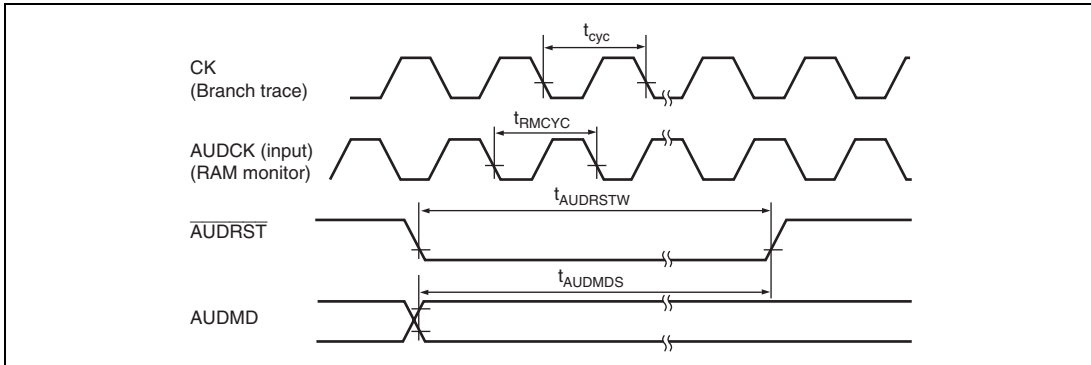 tcyc
CK
(Branch trace)
tRMCYC
AUDCK (input)
(RAM monitor)
tAUDRSTW
AUDRST
tAUDMDS
AUDMD